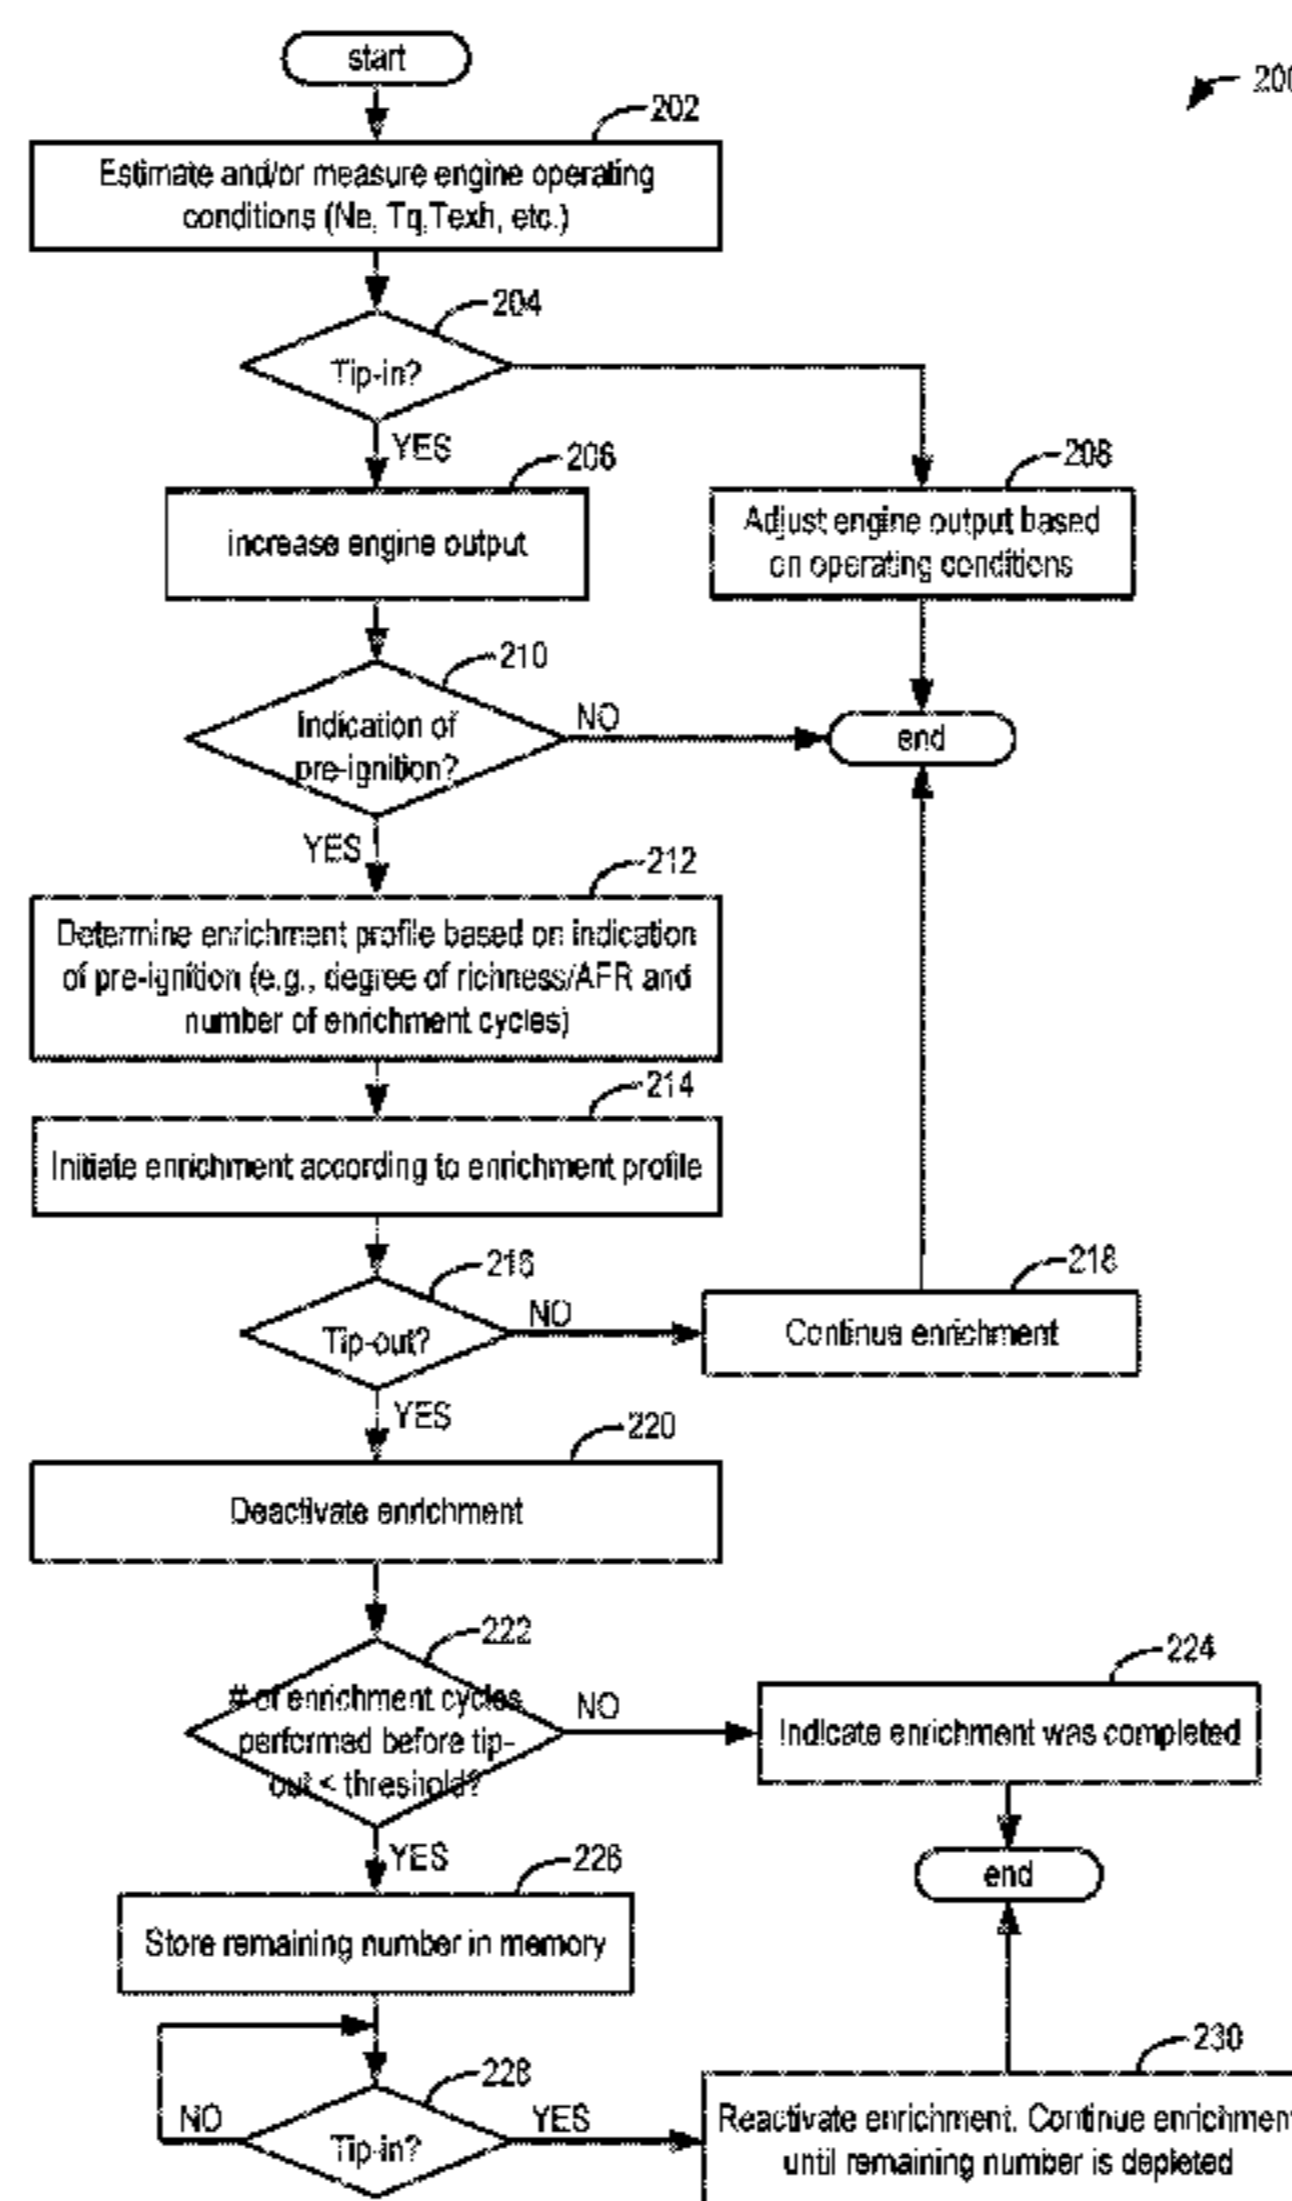 start
200
202
Estimate and/or measure engine operating
conditions (Ne, Tq,Texh, etc.)
204
Tip-in?
YES
206
208
increase engine output
Adjust engine output based
on operating conditions
210
Indication of
pre-ignition?
NO
end
YES
212
Determine enrichment profile based on indication
of pre-ignition (e.g., degree of richness/AFR and
number of enrichment cycles)
214
Initiate enrichment according to enrichment profile
216
218
Tip-out?
NO
Continue enrichment
YES
220
Deactivate enrichment
222
224
# of enrichment cycles
performed before tip-
out < threshold?
NO
Indicate enrichment was completed
YES
226
end
Store remaining number in memory
228
230
NO
Tip-in?
YES
Reactivate enrichment. Continue enrichment
until remaining number is depleted